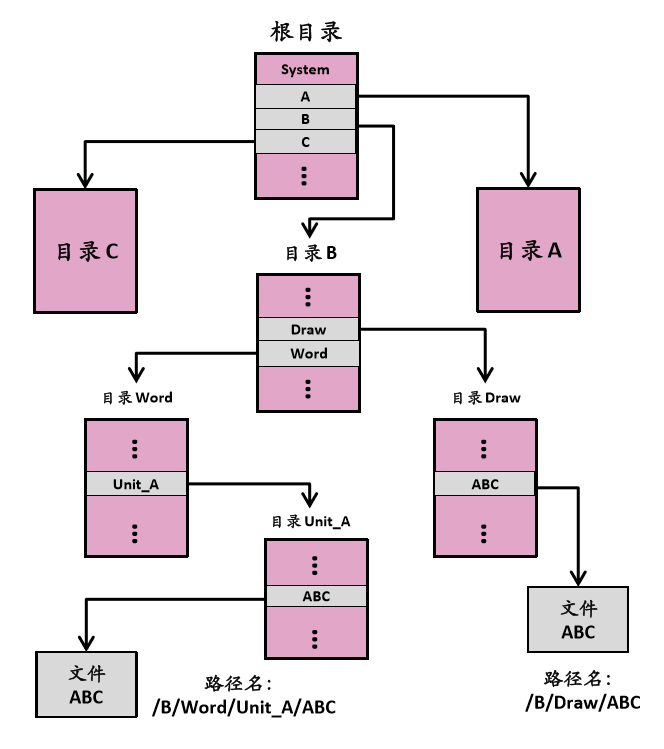 根目录
System
A
B
C
目录 C
目录 A
目录 B
Draw
Word
目录 Word
目录 Draw
Unit_A
ABC
目录 Unit_A
ABC
文件
ABC
文件
ABC
路径名：
/B/Word/Unit_A/ABC
路径名：
/B/Draw/ABC